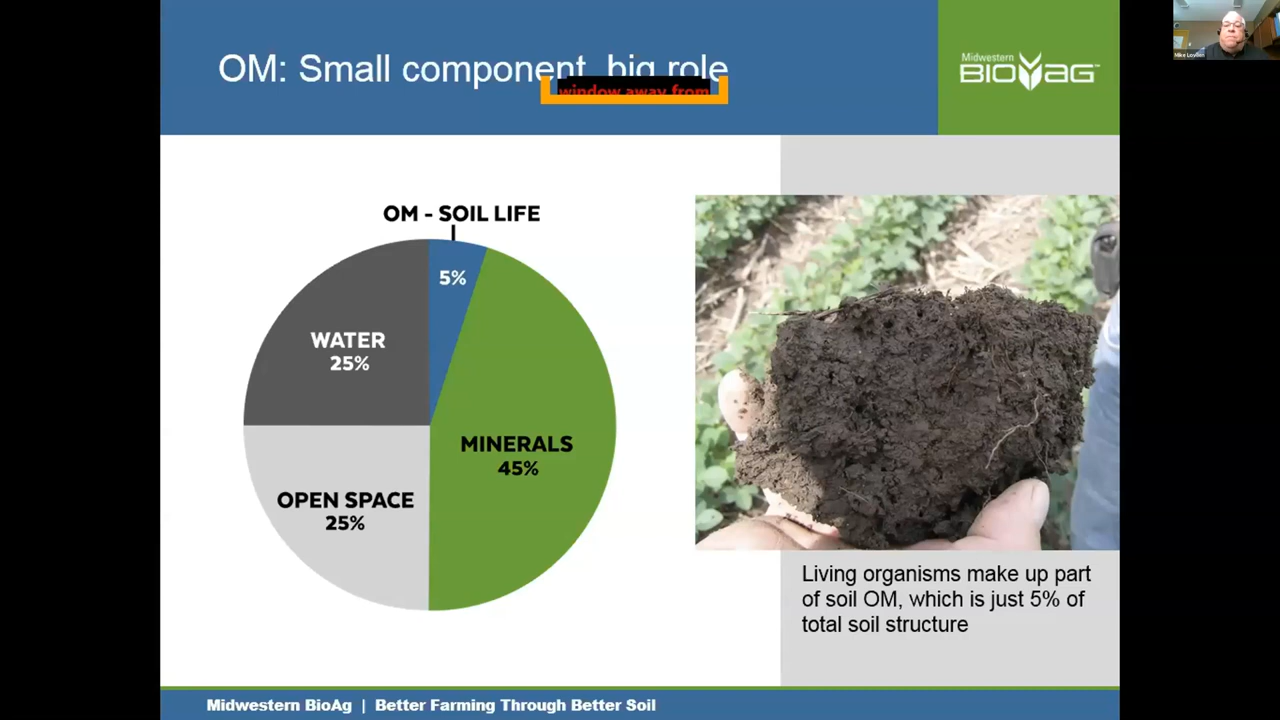 OM: Small component, big role
window away from
Midwestern
BIOAG
OM - SOIL LIFE
5%
WATER
25%
MINERALS
45%
OPEN SPACE
25%
Living organisms make up part
of soil OM, which is just 5% of
total soil structure
Midwestern BioAg | Better Farming Through Better Soil